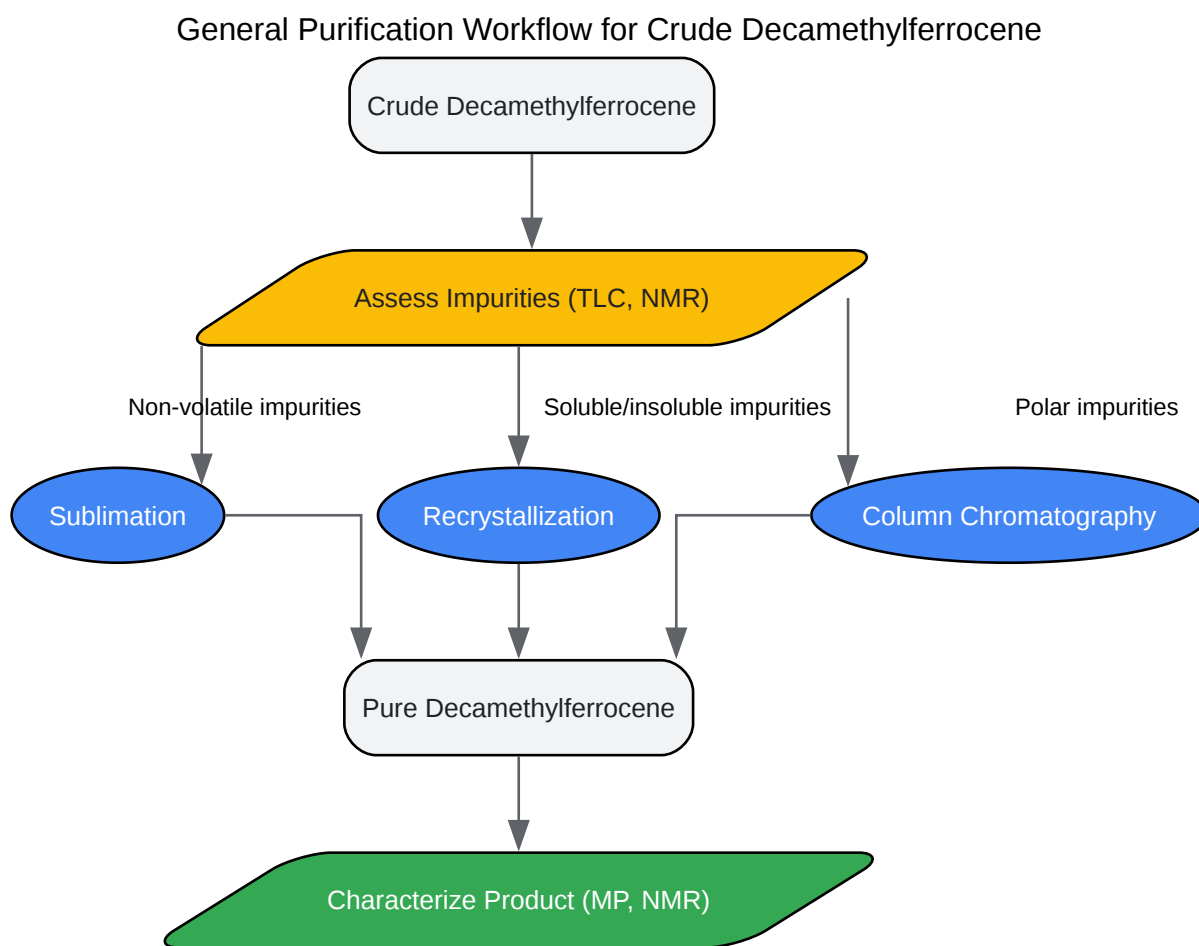 General Purification Workflow for Crude Decamethylferrocene
Crude Decamethylferrocene
Assess Impurities (TLC, NMR)
Non-volatile impurities
Soluble/insoluble impurities
Polar impurities
Sublimation
Recrystallization
Column Chromatography
Pure Decamethylferrocene
Characterize Product (MP, NMR)